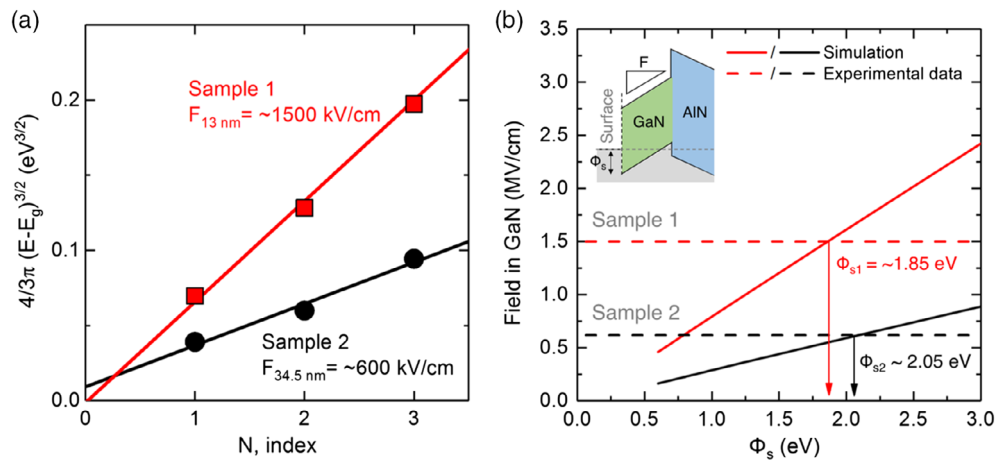 (a)
4/3π (E-E_g)^3/2 (eV^3/2)
0.2
0.1
0.0
Sample 1
F_13 nm = ~1500 kV/cm
Sample 2
F_34.5 nm = ~600 kV/cm
0 1 2 3
N, index
(b)
Field in GaN (MV/cm)
3.5
3.0
2.5
2.0
1.5
1.0
0.5
0.0
/ Simulation
/ Experimental data
F
Surface
GaN
AlN
Φ_s
Sample 1
Φ_s1 = ~1.85 eV
Sample 2
Φ_s2 ~ 2.05 eV
0.0 0.5 1.0 1.5 2.0 2.5 3.0
Φ_s (eV)